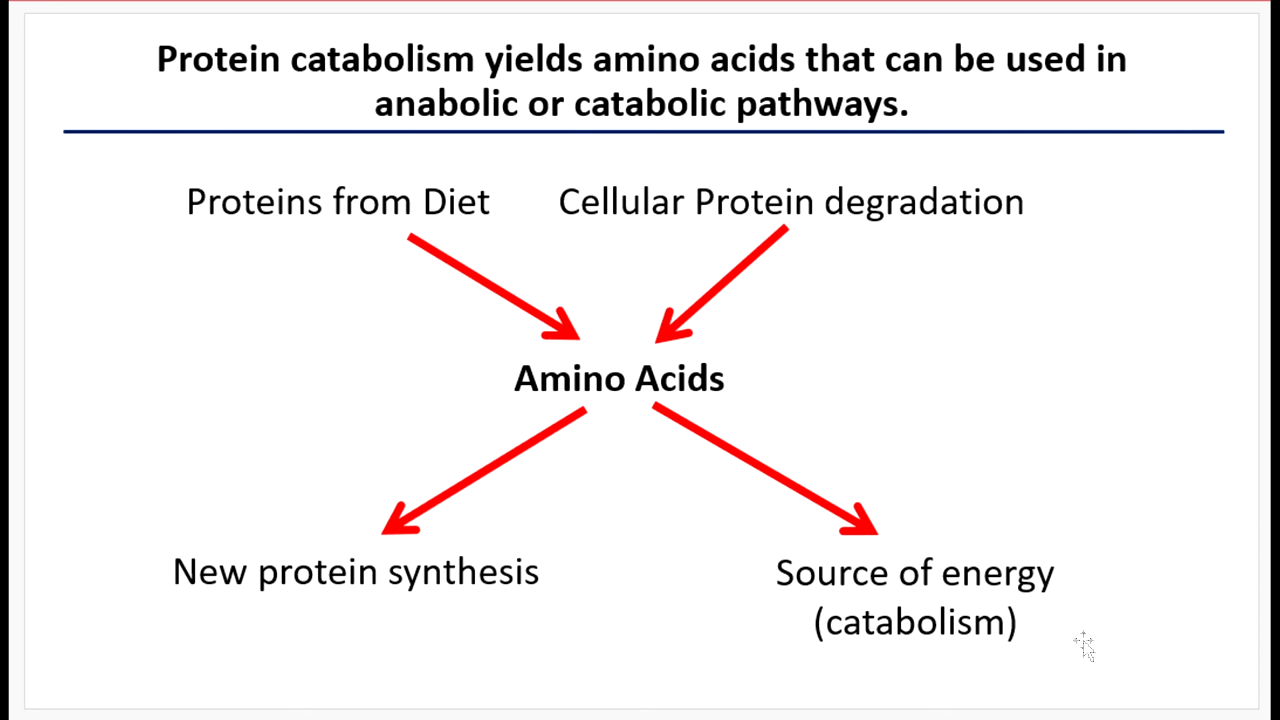 Protein catabolism yields amino acids that can be used in
anabolic or catabolic pathways.
Proteins from Diet
Cellular Protein degradation
Amino Acids
New protein synthesis
Source of energy
(catabolism)